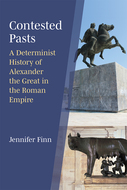 Contested
Pasts
A Determinist
History of
Alexander
the Great in
the Roman
Empire
Jennifer Finn